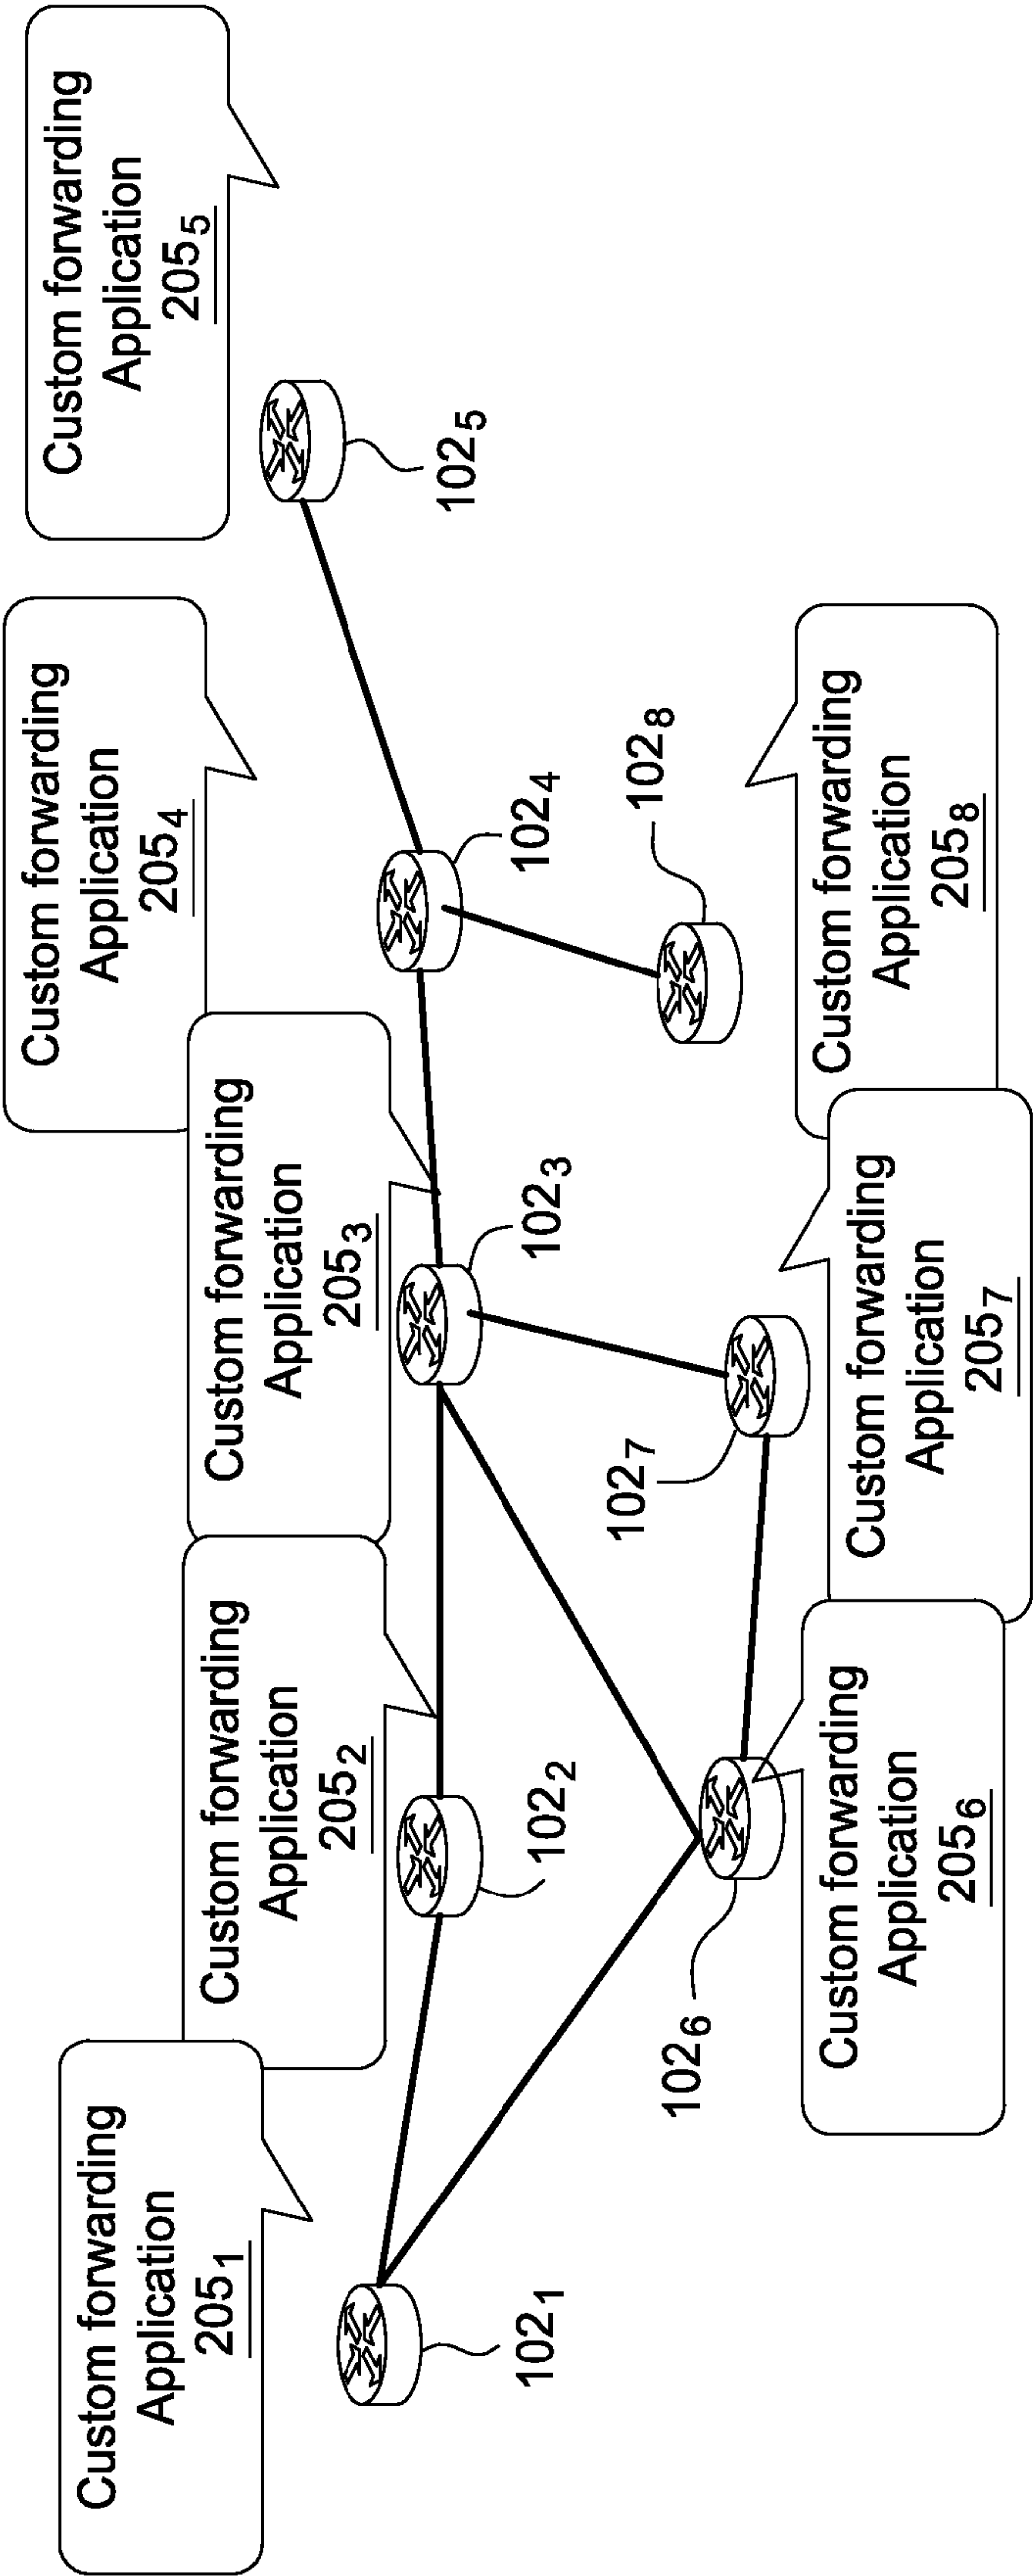 Custom forwarding
Application
205₁
Custom forwarding
Application
205₂
Custom forwarding
Application
205₃
Custom forwarding
Application
205₄
Custom forwarding
Application
205₅
102₁
102₂
102₃
102₄
102₅
102₆
102₇
102₈
Custom forwarding
Application
205₆
Custom forwarding
Application
205₇
Custom forwarding
Application
205₈